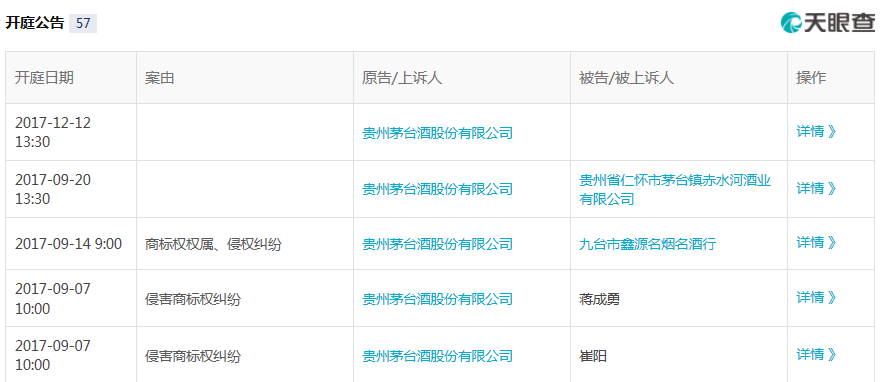 开庭公告 57
天眼查
开庭日期 案由 原告/上诉人 被告/被上诉人 操作
2017-12-12
13:30
贵州茅台酒股份有限公司 详情 》
2017-09-20
13:30
贵州茅台酒股份有限公司
贵州省仁怀市茅台镇赤水河酒业
有限公司
详情 》
2017-09-14 9:00 商标权权属、侵权纠纷 贵州茅台酒股份有限公司 九台市鑫源名烟名酒行 详情 》
2017-09-07
10:00
侵害商标权纠纷 贵州茅台酒股份有限公司 蒋成勇 详情 》
2017-09-07
10:00
侵害商标权纠纷 贵州茅台酒股份有限公司 崔阳 详情 》